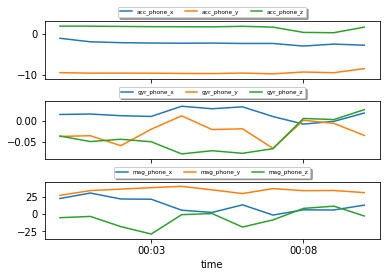 acc_phone_x acc_phone_y acc_phone_z
0
−10
gyr_phone_x gyr_phone_y gyr_phone_z
0.00
−0.05
mag_phone_x mag_phone_y mag_phone_z
25
0
−25
00:03 00:08
time